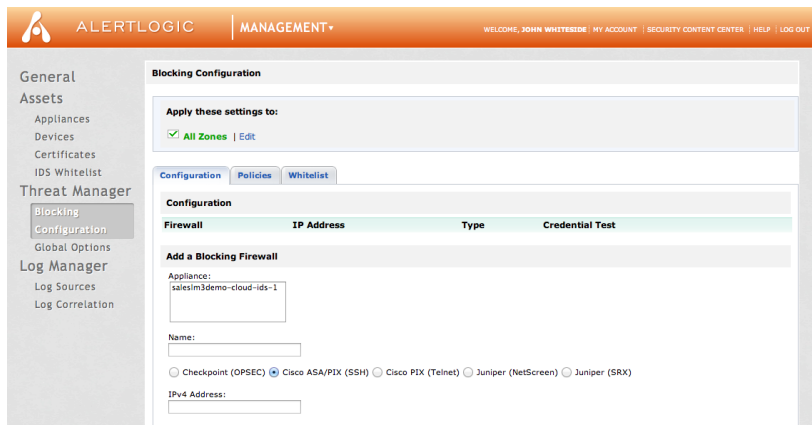 ALERTLOGIC
MANAGEMENT
WELCOME, JOHN WHITESIDE | MY ACCOUNT | SECURITY CONTENT CENTER | HELP | LOG OUT
General
Assets
Appliances
Devices
Certificates
IDS Whitelist
Threat Manager
Blocking
Configuration
Global Options
Log Manager
Log Sources
Log Correlation
Blocking Configuration
Apply these settings to:
All Zones | Edit
Configuration Policies Whitelist
Configuration
Firewall IP Address Type Credential Test
Add a Blocking Firewall
Appliance:
saleslm3demo-cloud-ids-1
Name:
Checkpoint (OPSEC) Cisco ASA/PIX (SSH) Cisco PIX (Telnet) Juniper (NetScreen) Juniper (SRX)
IPv4 Address: